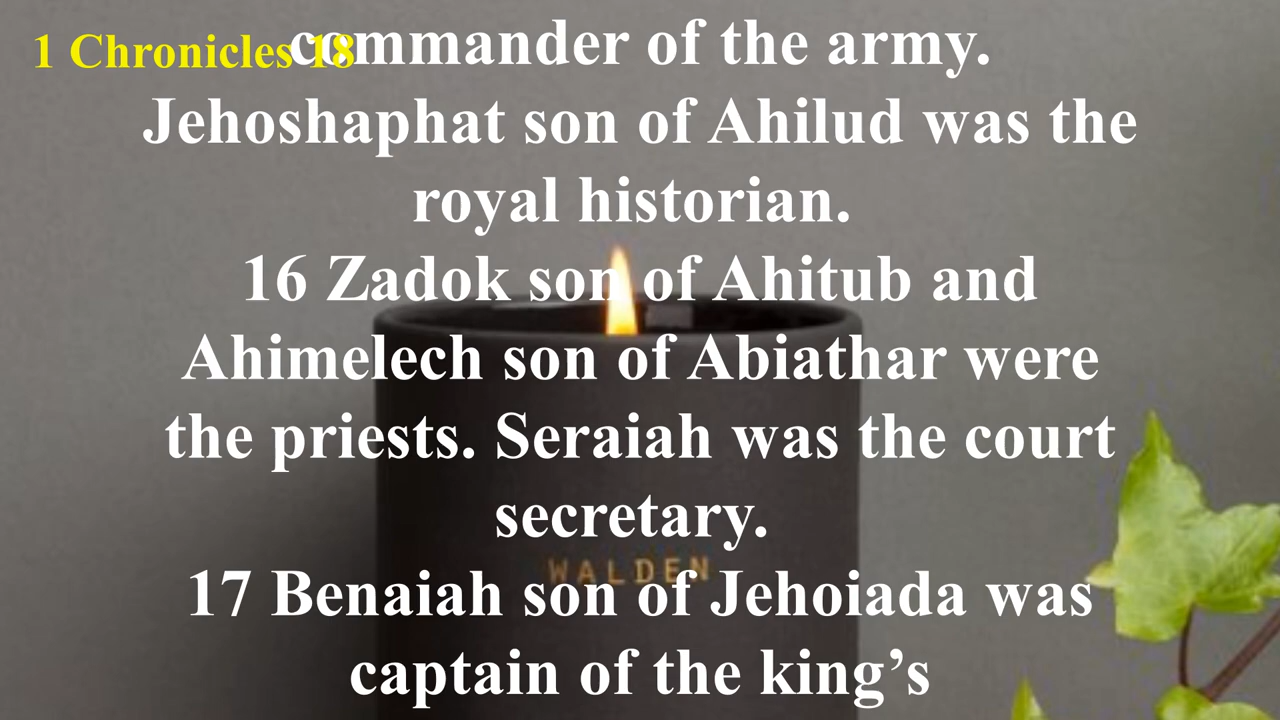 1 Chronicles 18
commander of the army.
Jehoshaphat son of Ahilud was the
royal historian.
16 Zadok son of Ahitub and
Ahimelech son of Abiathar were
the priests. Seraiah was the court
secretary.
WALDEN
17 Benaiah son of Jehoiada was
captain of the king’s